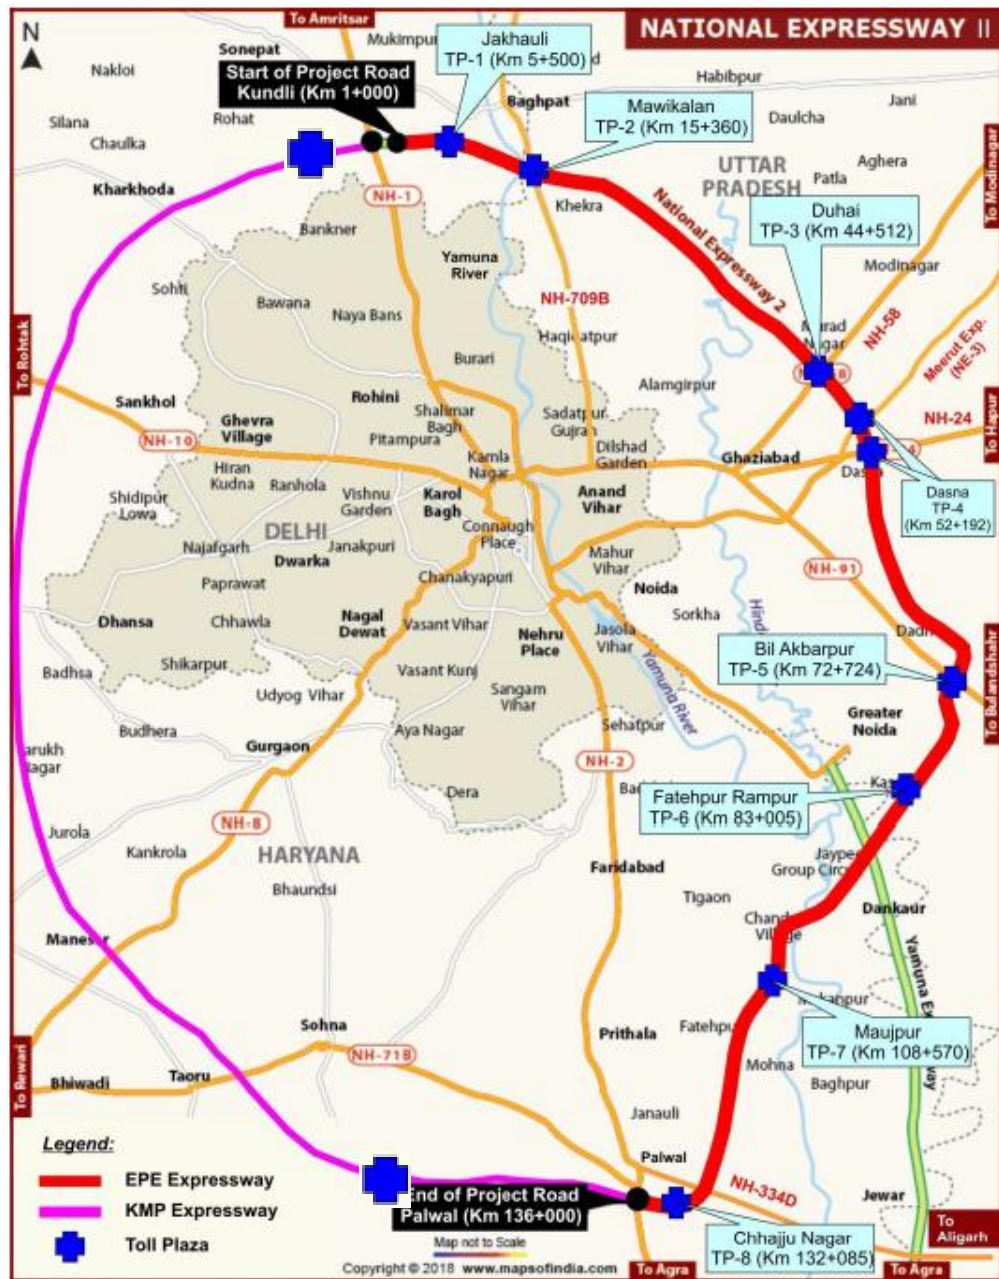 To Amritsar
NATIONAL EXPRESSWAY II
N
Sonepat
Jakhauli
TP-1 (Km 5+500)
Nakloi
Start of Project Road
Kundli (Km 1+000)
Habibpur
Baghpat
Mawikalan
TP-2 (Km 15+360)
Jani
Daulcha
Silana
Rohat
Chaulka
UTTAR
PRADESH
Aghera
Patla
To Modinagar
Kharkhoda
NH-1
Khekra
National Expressway 2
Duhai
TP-3 (Km 44+512)
Bankner
Yamuna
River
Modinagar
Sohti
Bawana
Naya Bans
NH-709B
NH-58
Burari
Meerut Exp.
(NE-3)
To Rohtak
Alamgirpur
Sankhol
Rohini
Shalimar
Bagh
Sadatpur
Gujran
NH-24
To Hapur
Ghevra
Village
NH-10
Pitampura
Dilshad
Garden
Kamla
Nagar
Ghaziabad
Hiran
Kudna
Ranhola
Vishnu
Garden
Karol
Bagh
Anand
Vihar
Dasna
TP-4
(Km 52+192)
Shidipur
Lowa
DELHI
Connaugh
Place
Najafgarh
Janakpuri
Dwarka
Mahur
Vihar
NH-91
Paprawat
Chanakyapuri
Noida
Sorkha
Dhansa
Chhawla
Nagal
Dewat
Vasant Vihar
Nehru
Place
Jasola
Vihar
Bil Akbarpur
TP-5 (Km 72+724)
To Bulandshahr
Badhsa
Shikarpur
Vasant Kunj
Yamuna River
Udyog Vihar
Sangam
Vihar
Greater
Noida
Budhera
Gurgaon
Aya Nagar
Sehatpur
NH-2
Dera
Fatehpur Rampur
TP-6 (Km 83+005)
NH-8
Jurola
Kankrola
HARYANA
Bhaundsi
Faridabad
Tigaon
Dankaur
Manesar
Sohna
Prithala
Maujpur
TP-7 (Km 108+570)
NH-71B
To Rewari
Bhiwadi
Taoru
Mohna
Baghpur
Janauli
Legend:
EPE Expressway
KMP Expressway
Toll Plaza
Palwal
NH-334D
Jewar
End of Project Road
Palwal (Km 136+000)
Chhajju Nagar
TP-8 (Km 132+085)
To
Aligarh
Map not to Scale
Copyright © 2018 www.mapsofindia.com
To Agra
To Agra